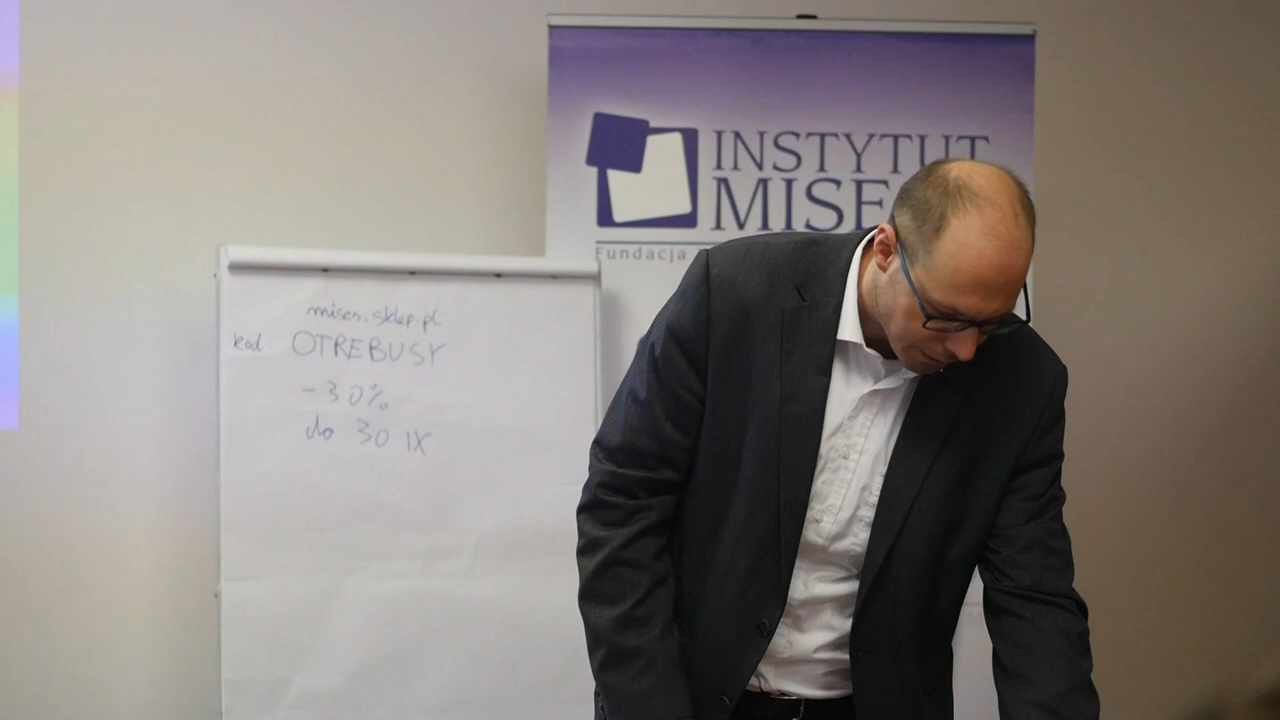 INSTYTUT
MISES
Fundacja
mises.sklep.pl
kod: OTREBUSY
-30%
do 30 IX